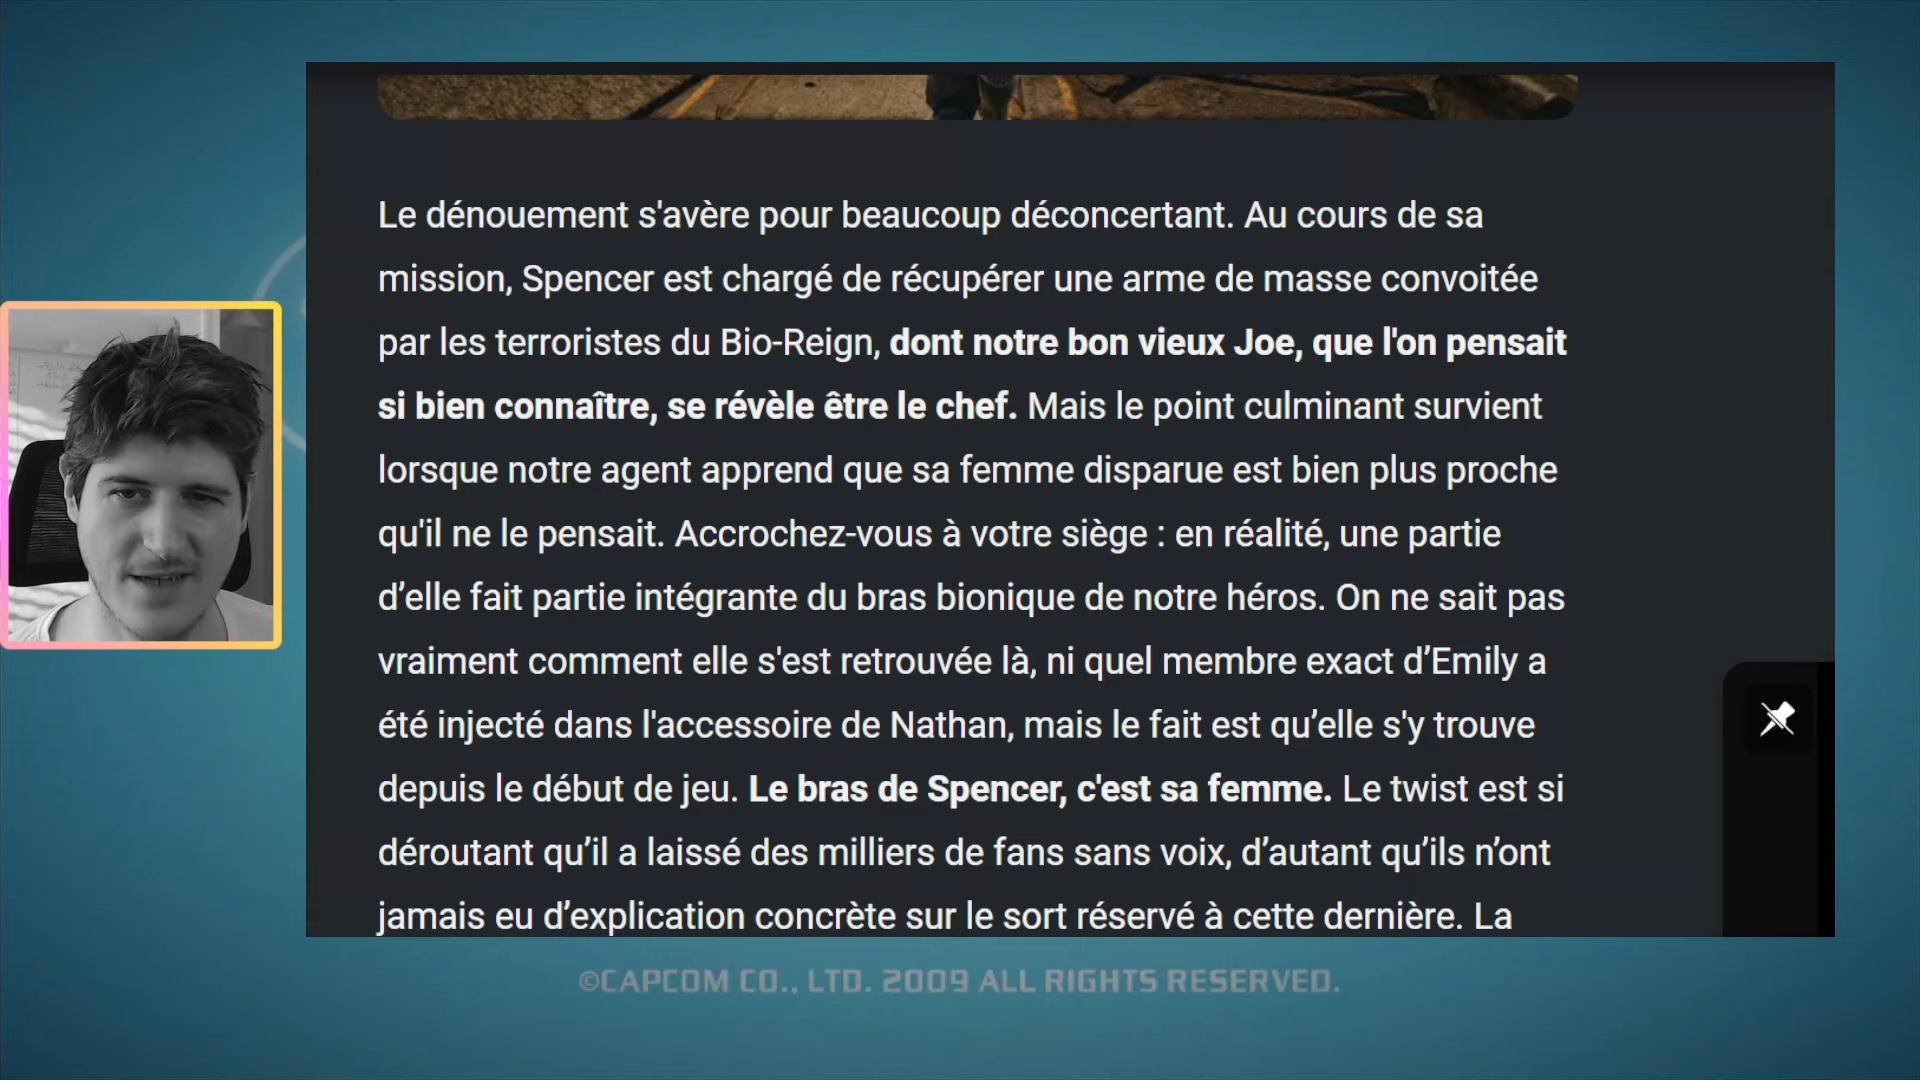 Le dénouement s'avère pour beaucoup déconcertant. Au cours de sa
mission, Spencer est chargé de récupérer une arme de masse convoitée
par les terroristes du Bio-Reign, dont notre bon vieux Joe, que l'on pensait
si bien connaître, se révèle être le chef. Mais le point culminant survient
lorsque notre agent apprend que sa femme disparue est bien plus proche
qu'il ne le pensait. Accrochez-vous à votre siège : en réalité, une partie
d’elle fait partie intégrante du bras bionique de notre héros. On ne sait pas
vraiment comment elle s'est retrouvée là, ni quel membre exact d’Emily a
été injecté dans l'accessoire de Nathan, mais le fait est qu’elle s'y trouve
depuis le début de jeu. Le bras de Spencer, c'est sa femme. Le twist est si
déroutant qu’il a laissé des milliers de fans sans voix, d’autant qu’ils n’ont
jamais eu d’explication concrète sur le sort réservé à cette dernière. La
©CAPCOM CO., LTD. 2009 ALL RIGHTS RESERVED.